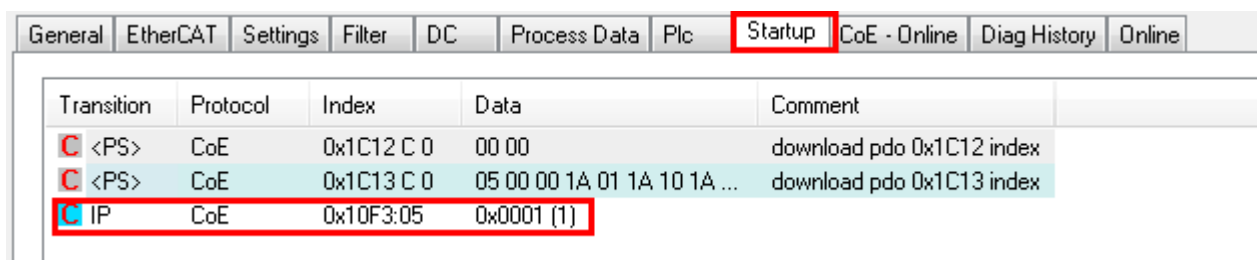 General EtherCAT Settings Filter DC Process Data Plc Startup CoE - Online Diag History Online
Transition Protocol Index Data Comment
C <PS> CoE 0x1C12 C 0 00 00 download pdo 0x1C12 index
C <PS> CoE 0x1C13 C 0 05 00 00 1A 01 1A 10 1A ... download pdo 0x1C13 index
C IP CoE 0x10F3:05 0x0001 (1)